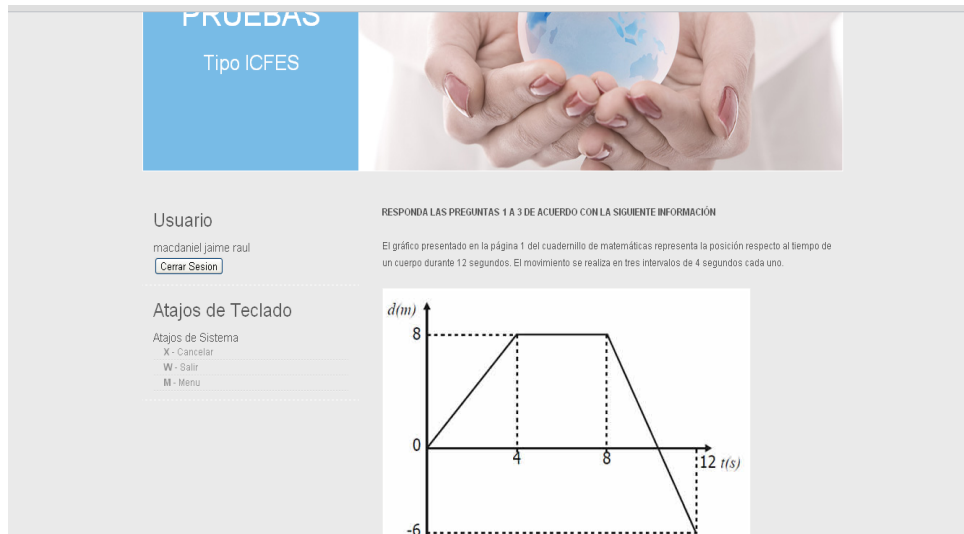 PRUEBAS
Tipo ICFES
Usuario
macdaniel jaime raul
Cerrar Sesion
Atajos de Teclado
Atajos de Sistema
X - Cancelar
W - Salir
M - Menu
RESPONDA LAS PREGUNTAS 1 A 3 DE ACUERDO CON LA SIGUIENTE INFORMACIÓN
El gráfico presentado en la página 1 del cuadernillo de matemáticas representa la posición respecto al tiempo de
un cuerpo durante 12 segundos. El movimiento se realiza en tres intervalos de 4 segundos cada uno.
d(m)
8
0
4 8 12 t(s)
-6